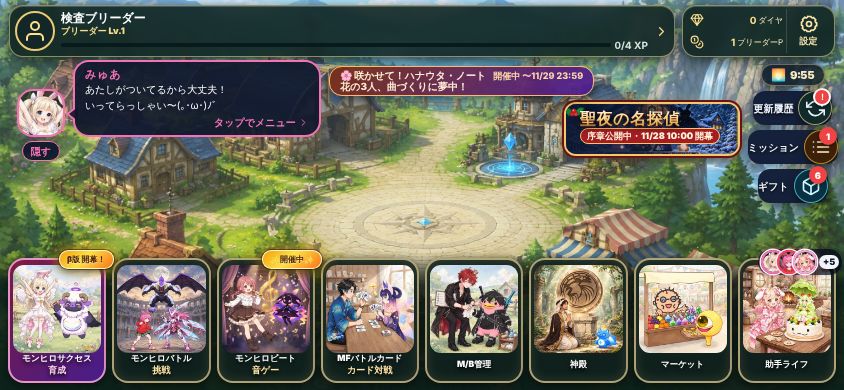 検査ブリーダー
ブリーダー Lv.1
0/4 XP
0 ダイヤ
1 ブリーダーP
設定
みゅあ
あたしがついてるから大丈夫!
いってらっしゃい〜(｡･ω･)ﾉﾞ
タップでメニュー
隠す
🌸 咲かせて!ハナウタ・ノート 開催中 〜11/29 23:59
花の3人、曲づくりに夢中!
聖夜の名探偵
序章公開中・11/28 10:00 開幕
9:55
更新履歴
!
ミッション
1
ギフト
6
β版 開幕!
開催中
+5
モンヒロサクセス
育成
モンヒロバトル
挑戦
モンヒロビート
音ゲー
MFバトルカード
カード対戦
M/B管理
神殿
マーケット
助手ライフ